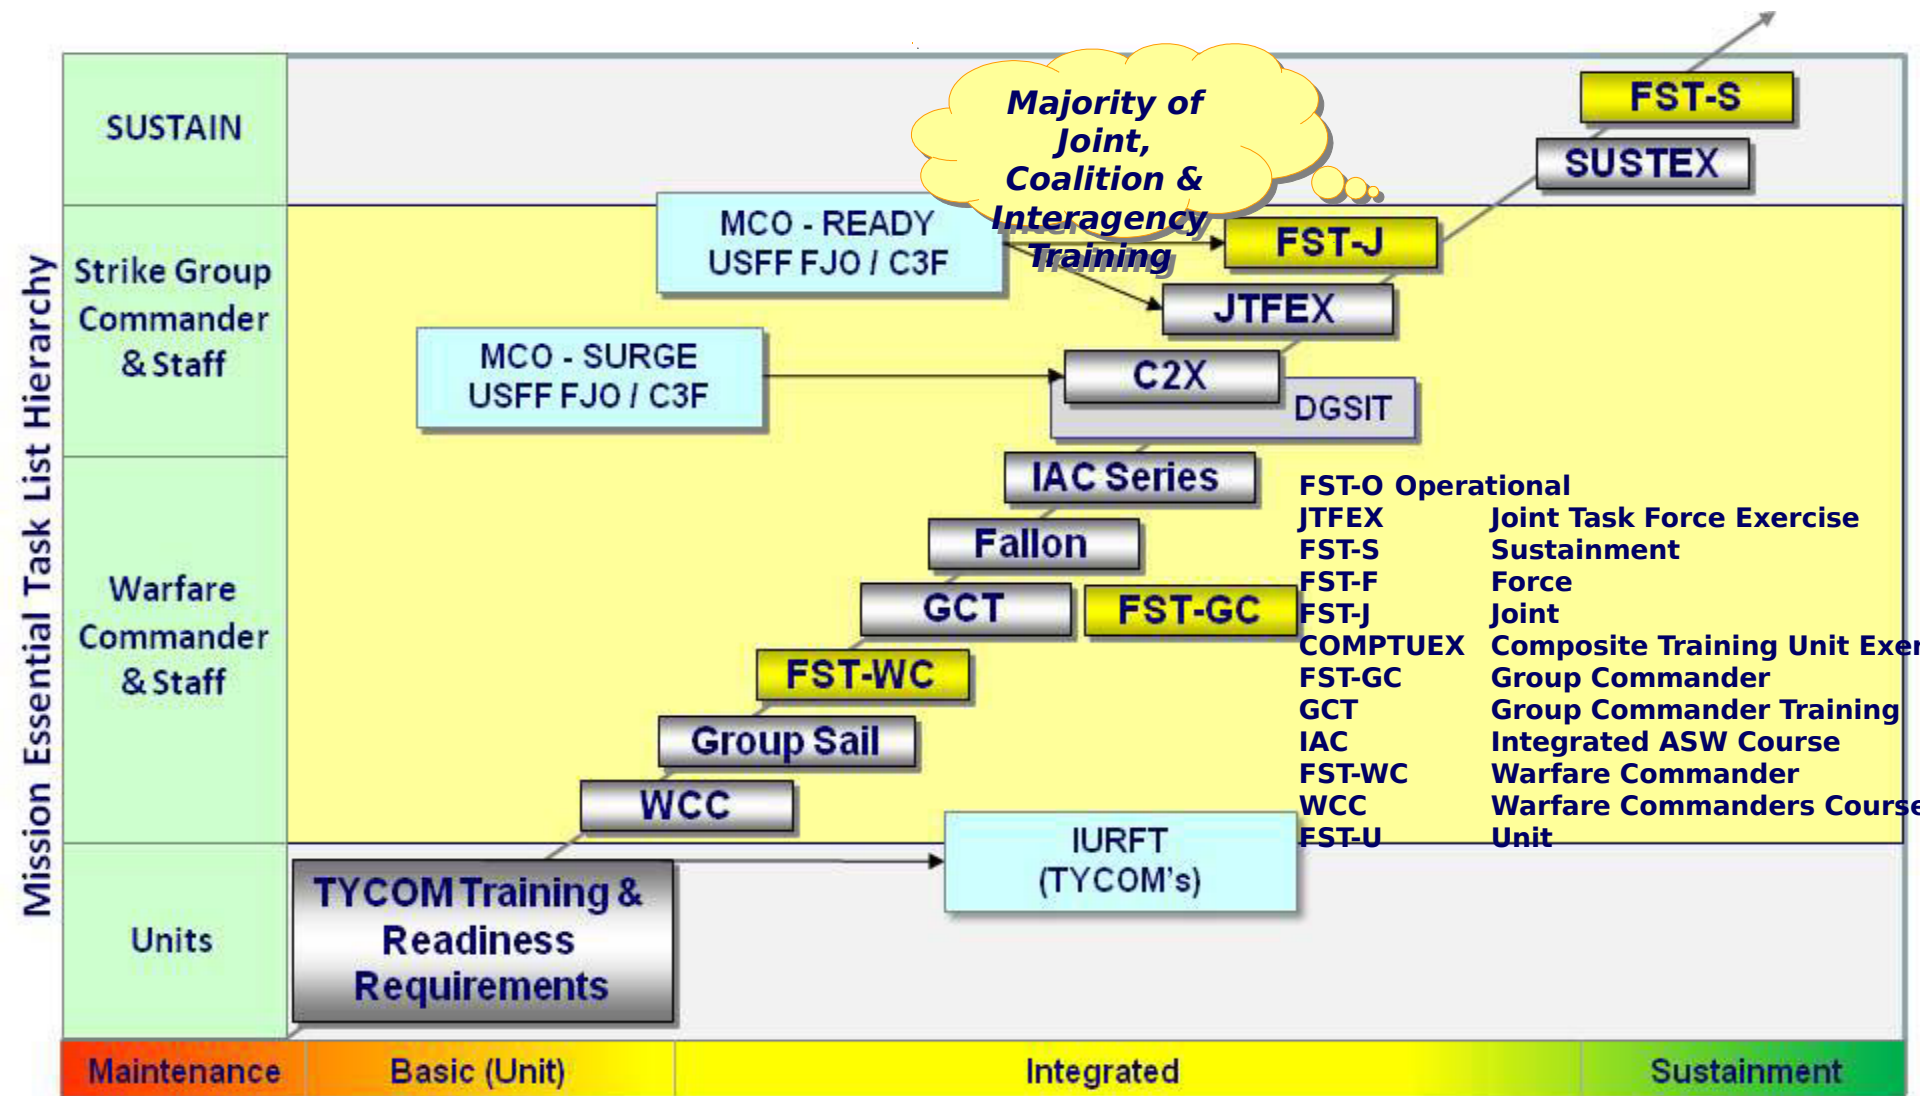 Mission Essential Task List Hierarchy
SUSTAIN
Strike Group
Commander
& Staff
Warfare
Commander
& Staff
Units
Majority of
Joint,
Coalition &
Interagency
Training
FST-S
SUSTEX
MCO - READY
USFF FJO / C3F
FST-J
JTFEX
MCO - SURGE
USFF FJO / C3F
C2X
DGSIT
IAC Series
Fallon
GCT
FST-GC
FST-WC
Group Sail
WCC
IURFT
(TYCOM's)
TYCOM Training &
Readiness
Requirements
FST-O Operational
JTFEX Joint Task Force Exercise
FST-S Sustainment
FST-F Force
FST-J Joint
COMPTUEX Composite Training Unit Exer
FST-GC Group Commander
GCT Group Commander Training
IAC Integrated ASW Course
FST-WC Warfare Commander
WCC Warfare Commanders Course
FST-U Unit
Maintenance
Basic (Unit)
Integrated
Sustainment